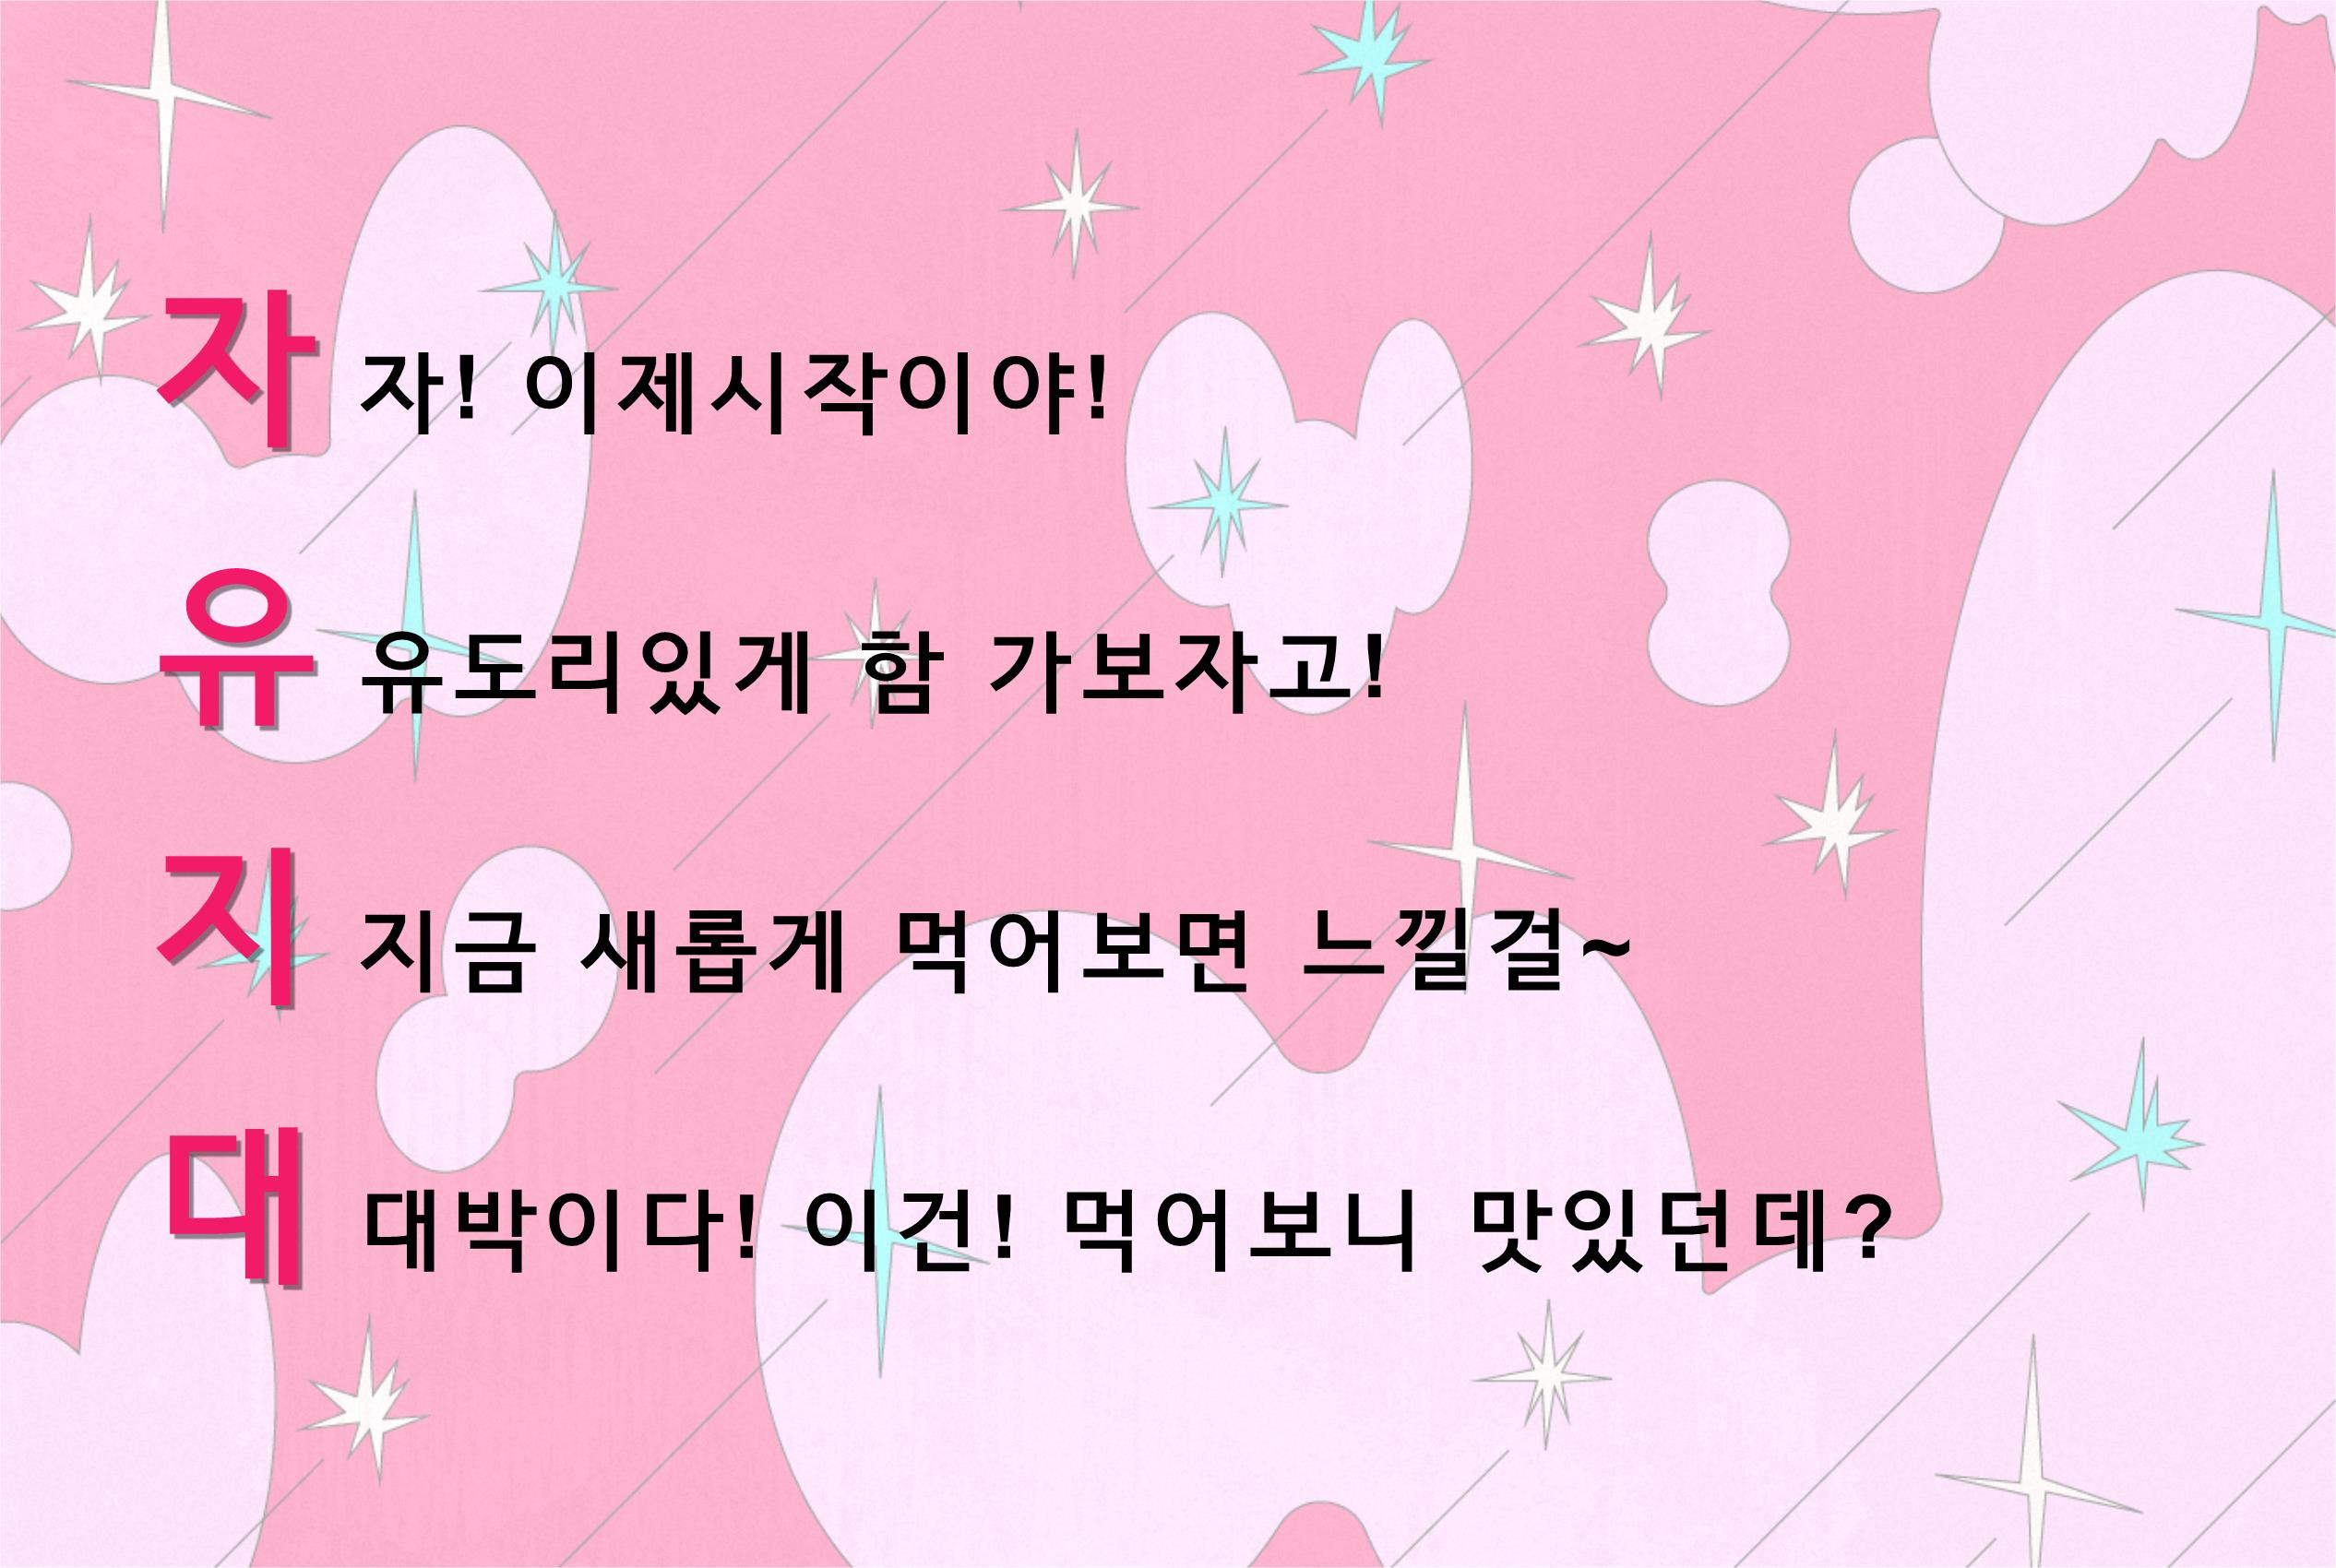 자 자! 이제시작이야!
유 유도리있게 함 가보자고!
지 지금 새롭게 먹어보면 느낄걸~
대 대박이다! 이건! 먹어보니 맛있던데?